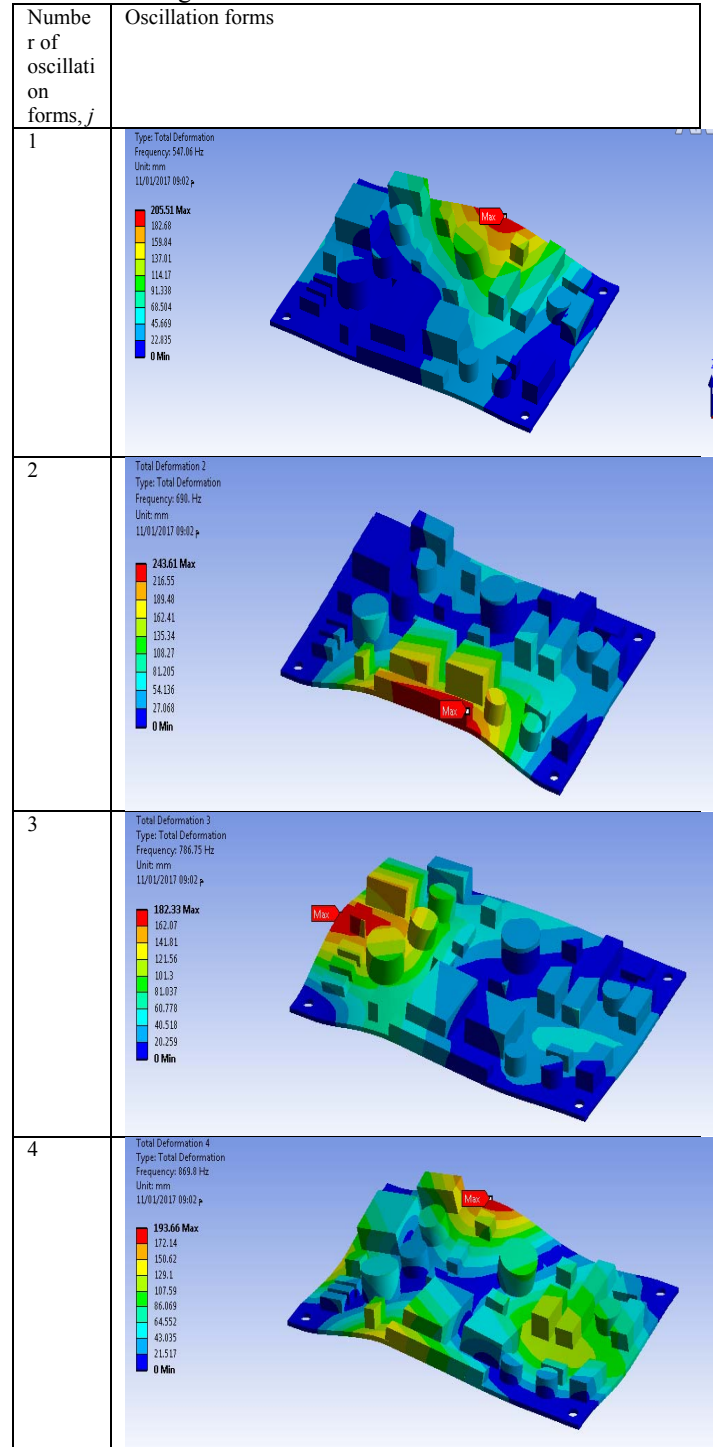 Numbe
r of
oscillati
on
forms, j
Oscillation forms
1
Type: Total Deformation
Frequency: 547.06 Hz
Unit: mm
11/01/2017 09:02 م
205.51 Max
182.68
159.84
137.01
114.17
91.338
68.504
45.669
22.835
0 Min
Max
2
Total Deformation 2
Type: Total Deformation
Frequency: 690. Hz
Unit: mm
11/01/2017 09:02 م
243.61 Max
216.55
189.48
162.41
135.34
108.27
81.205
54.136
27.068
0 Min
Max
3
Total Deformation 3
Type: Total Deformation
Frequency: 786.75 Hz
Unit: mm
11/01/2017 09:02 م
182.33 Max
162.07
141.81
121.56
101.3
81.037
60.778
40.518
20.259
0 Min
Max
4
Total Deformation 4
Type: Total Deformation
Frequency: 869.8 Hz
Unit: mm
11/01/2017 09:02 م
193.66 Max
172.14
150.62
129.1
107.59
86.069
64.552
43.035
21.517
0 Min
Max